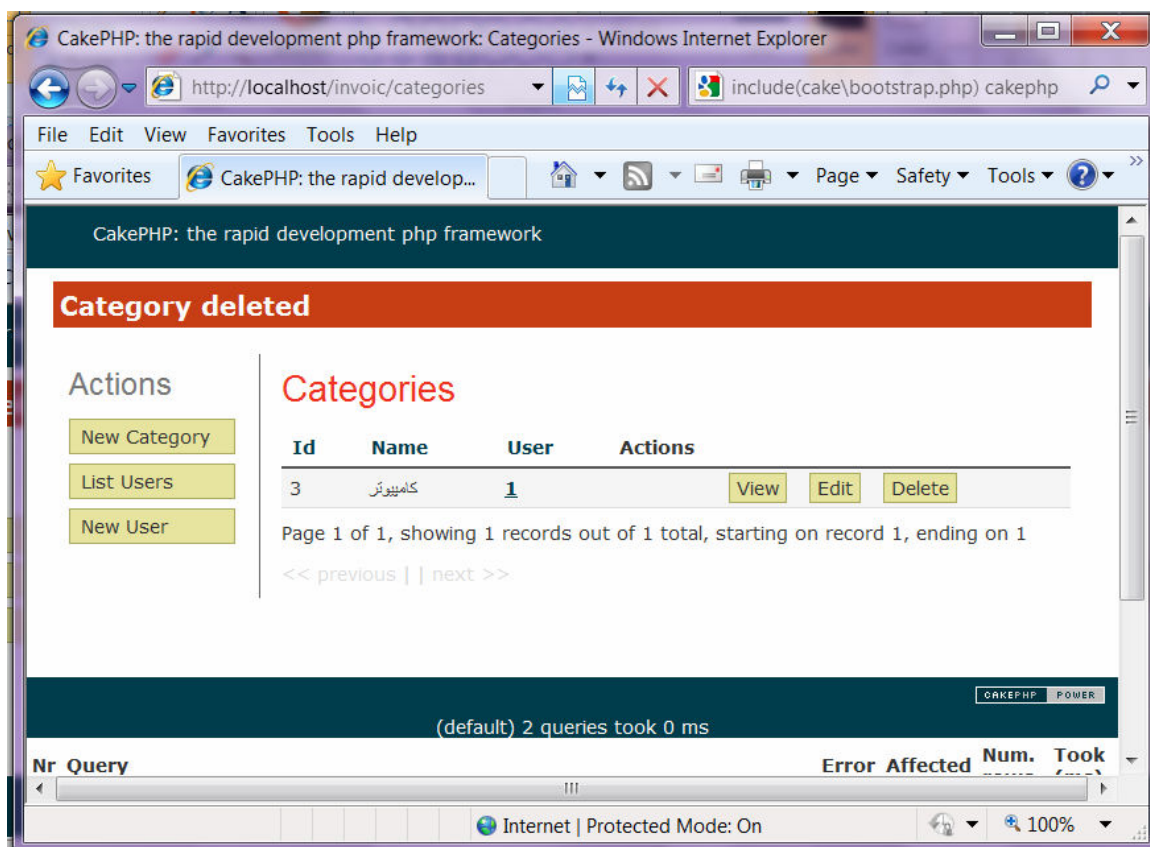 CakePHP: the rapid development php framework: Categories - Windows Internet Explorer
http://localhost/invoic/categories
include(cake\bootstrap.php) cakephp
File Edit View Favorites Tools Help
Favorites CakePHP: the rapid develop... Page Safety Tools
CakePHP: the rapid development php framework
Category deleted
Actions
New Category
List Users
New User
Categories
Id Name User Actions
3 کامپیوتر 1 View Edit Delete
Page 1 of 1, showing 1 records out of 1 total, starting on record 1, ending on 1
<< previous | | next >>
CAKEPHP POWER
(default) 2 queries took 0 ms
Nr Query Error Affected Num. Took
Internet | Protected Mode: On 100%